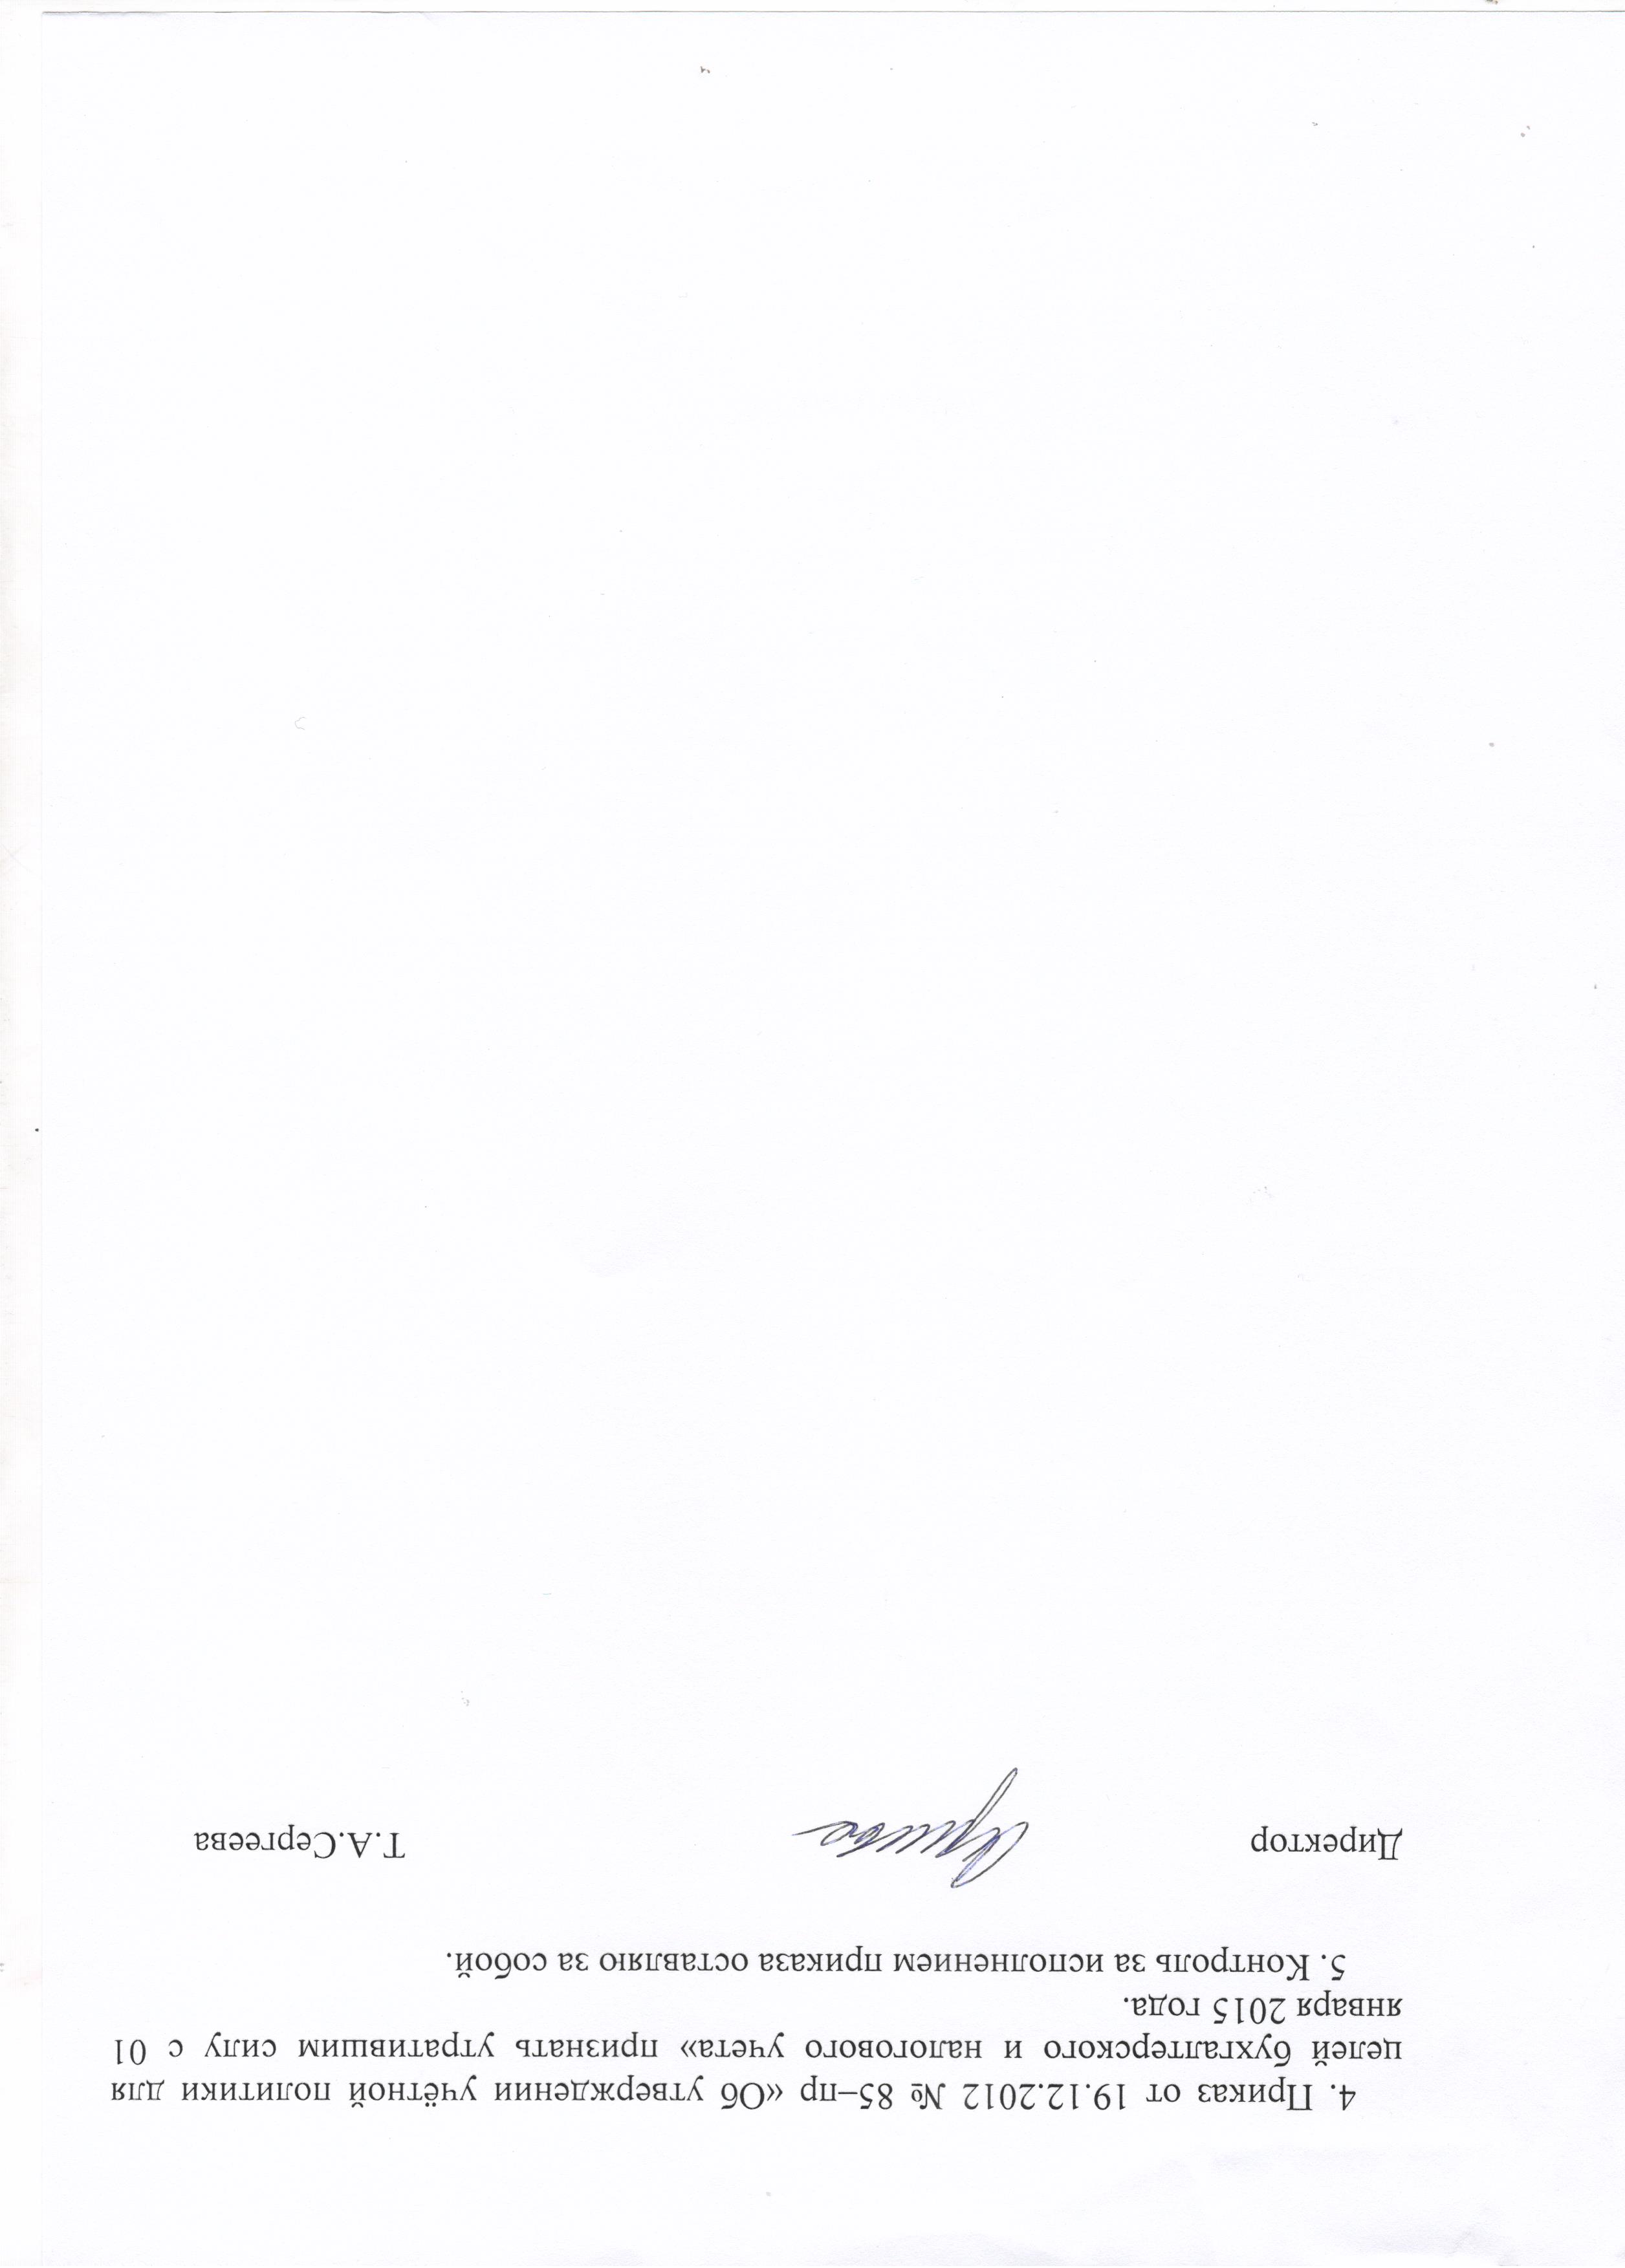 4. Приказ от 19.12.2012 № 85–пр «Об утверждении учётной политики для
целей бухгалтерского и налогового учета» признать утратившим силу с 01
января 2015 года.
5. Контроль за исполнением приказа оставляю за собой.
Директор Т.А.Сергеева